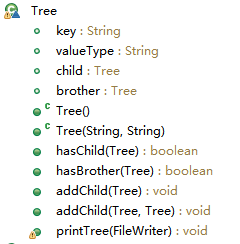 Tree
key : String
valueType : String
child : Tree
brother : Tree
Tree()
Tree(String, String)
hasChild(Tree) : boolean
hasBrother(Tree) : boolean
addChild(Tree) : void
addChild(Tree, Tree) : void
printTree(FileWriter) : void